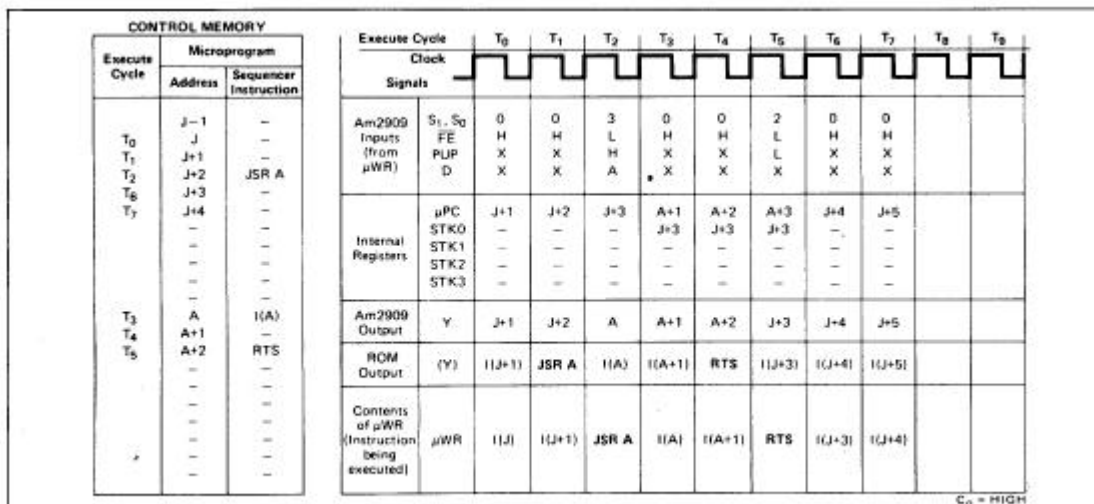 CONTROL MEMORY
Execute Cycle | Microprogram
Address | Sequencer Instruction
J−1 –
T0 J –
T1 J+1 –
T2 J+2 JSR A
T6 J+3 –
T7 J+4 –
– –
– –
– –
– –
– –
T3 A I(A)
T4 A+1 –
T5 A+2 RTS
– –
– –
– –
– –
– –
– –
– –
Execute Cycle T0 T1 T2 T3 T4 T5 T6 T7 T8 T9
Clock
Signals
Am2909 Inputs (from μWR)
S1, S0 0 0 3 0 0 2 0 0
F̅E̅ H H L H H L H H
PUP X X H X X L X X
D X X A X X X X X
Internal Registers
μPC J+1 J+2 J+3 A+1 A+2 A+3 J+4 J+5
STK0 – – – J+3 J+3 J+3 – –
STK1 – – – – – – – –
STK2 – – – – – – – –
STK3 – – – – – – – –
Am2909 Output Y J+1 J+2 A A+1 A+2 J+3 J+4 J+5
ROM Output (Y) I(J+1) JSR A I(A) I(A+1) RTS I(J+3) I(J+4) I(J+5)
Contents of μWR (Instruction being executed) μWR I(J) I(J+1) JSR A I(A) I(A+1) RTS I(J+3) I(J+4)
Cn = HIGH